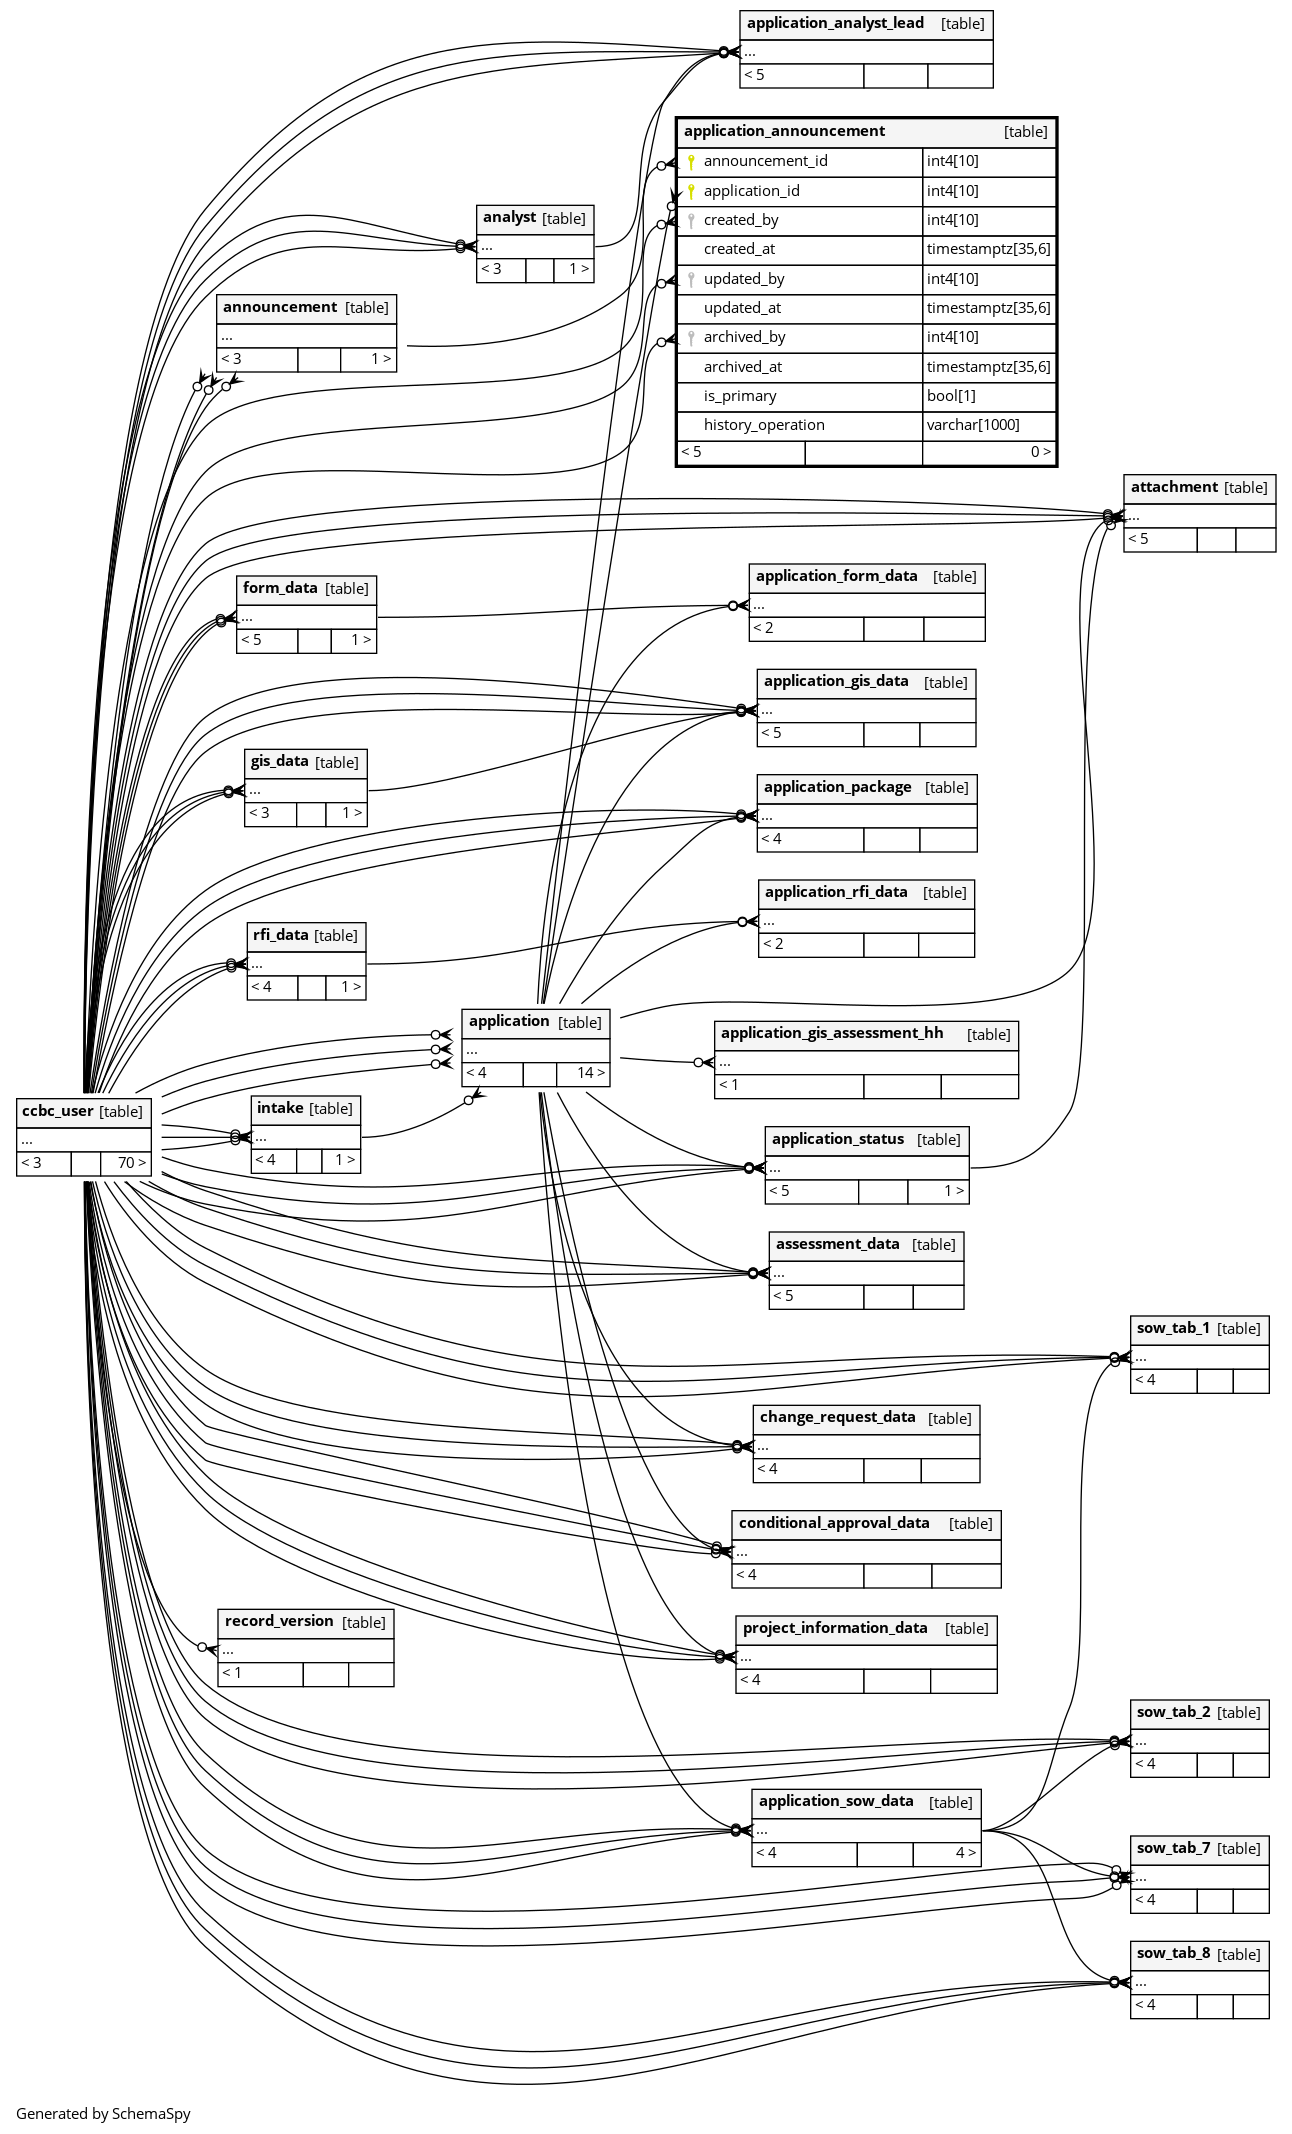 application_analyst_lead [table]
...
< 5
application_announcement [table]
announcement_id int4[10]
application_id int4[10]
created_by int4[10]
created_at timestamptz[35,6]
updated_by int4[10]
updated_at timestamptz[35,6]
archived_by int4[10]
archived_at timestamptz[35,6]
is_primary bool[1]
history_operation varchar[1000]
< 5 0 >
analyst [table]
...
< 3 1 >
announcement [table]
...
< 3 1 >
attachment [table]
...
< 5
form_data [table]
...
< 5 1 >
application_form_data [table]
...
< 2
application_gis_data [table]
...
< 5
gis_data [table]
...
< 3 1 >
application_package [table]
...
< 4
application_rfi_data [table]
...
< 2
rfi_data [table]
...
< 4 1 >
application [table]
...
< 4 14 >
application_gis_assessment_hh [table]
...
< 1
ccbc_user [table]
...
< 3 70 >
intake [table]
...
< 4 1 >
application_status [table]
...
< 5 1 >
assessment_data [table]
...
< 5
sow_tab_1 [table]
...
< 4
change_request_data [table]
...
< 4
conditional_approval_data [table]
...
< 4
record_version [table]
...
< 1
project_information_data [table]
...
< 4
sow_tab_2 [table]
...
< 4
application_sow_data [table]
...
< 4 4 >
sow_tab_7 [table]
...
< 4
sow_tab_8 [table]
...
< 4
Generated by SchemaSpy